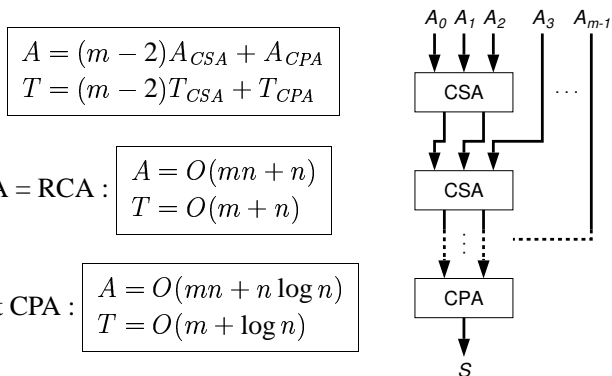 A = (m − 2)A_CSA + A_CPA
T = (m − 2)T_CSA + T_CPA
A = RCA :
A = O(mn + n)
T = O(m + n)
CPA :
A = O(mn + n log n)
T = O(m + log n)
A_0 A_1 A_2 A_3 A_m-1
CSA
. . .
CSA
CPA
S